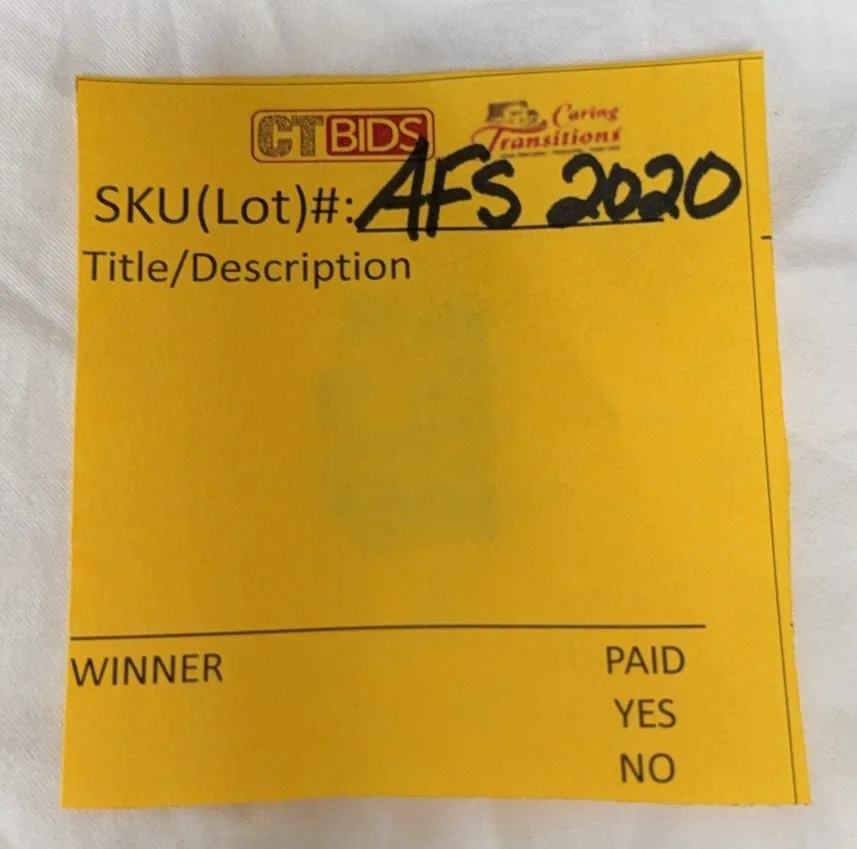 CTBIDS Caring Transitions
SKU(Lot)#: AFS 2020
Title/Description
WINNER PAID
YES
NO